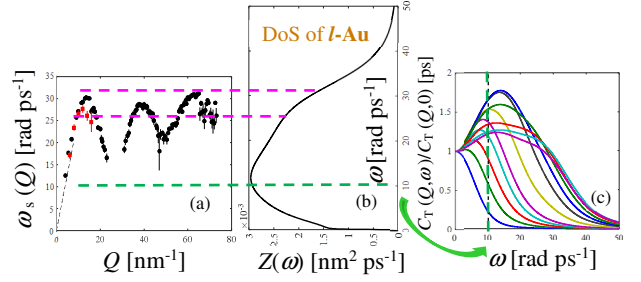 DoS of l-Au
ω_s (Q) [rad ps⁻¹]
40
35
30
25
20
15
10
5
0
0 20 40 60 80
Q [nm⁻¹]
(a)
50
40
30
20
10
0
ω [rad ps⁻¹]
×10⁻³
3 2.5 2 1.5 1 0.5 0
Z(ω) [nm² ps⁻¹]
(b)
C_T (Q,ω)/C_T (Q,0) [ps]
2
1.5
1
0.5
0
0 10 20 30 40 50
ω [rad ps⁻¹]
(c)